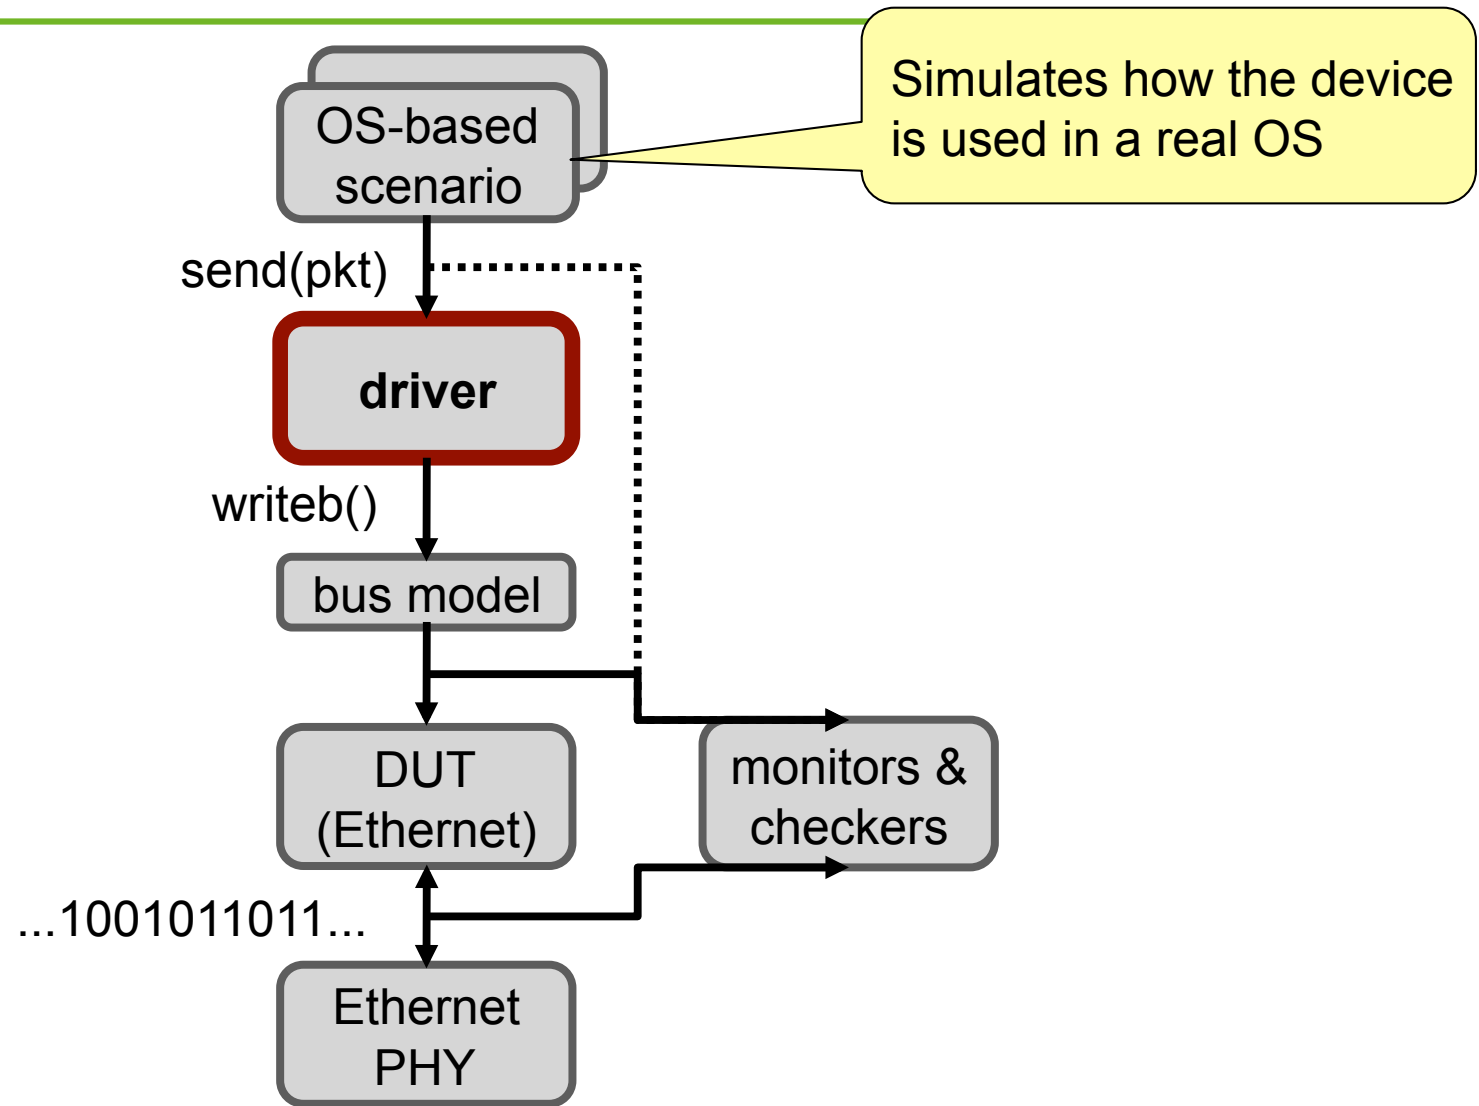 Simulates how the device
is used in a real OS
OS-based
scenario
send(pkt)
driver
writeb()
bus model
DUT
(Ethernet)
monitors &
checkers
...1001011011...
Ethernet
PHY